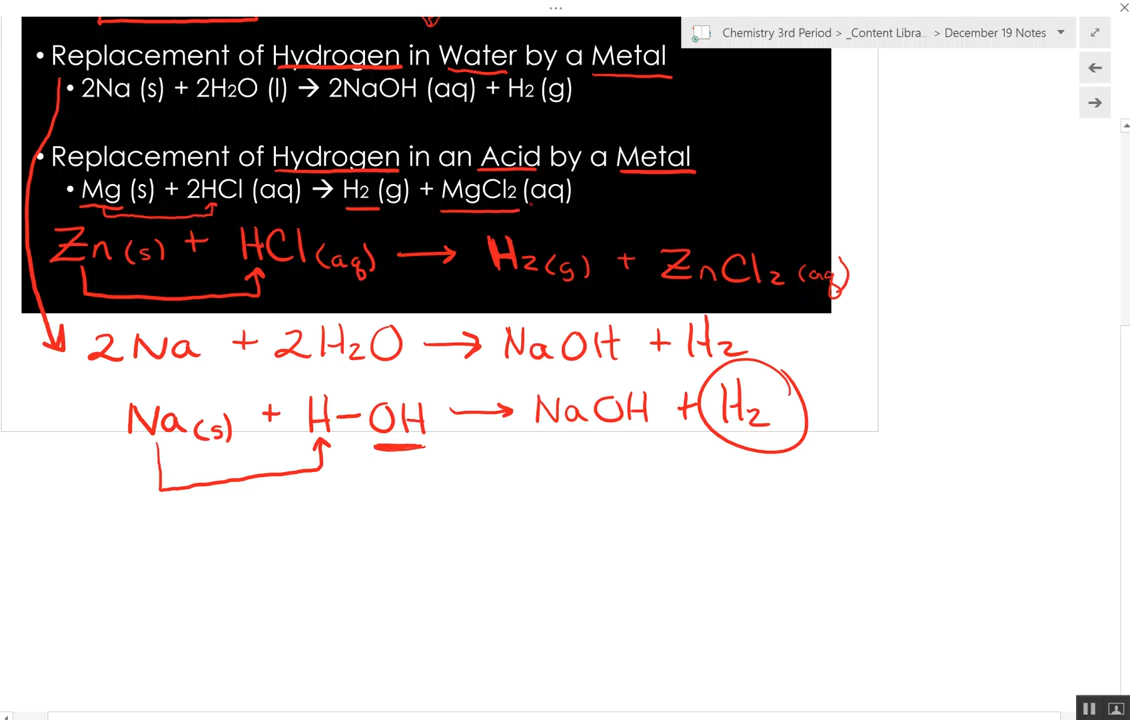 Chemistry 3rd Period > _Content Libra... > December 19 Notes
• Replacement of Hydrogen in Water by a Metal
• 2Na (s) + 2H2O (l) → 2NaOH (aq) + H2 (g)
• Replacement of Hydrogen in an Acid by a Metal
• Mg (s) + 2HCl (aq) → H2 (g) + MgCl2 (aq)
Zn(s) + HCl(aq) → H2(g) + ZnCl2(aq)
2Na + 2H2O → NaOH + H2
Na(s) + H-OH → NaOH + H2